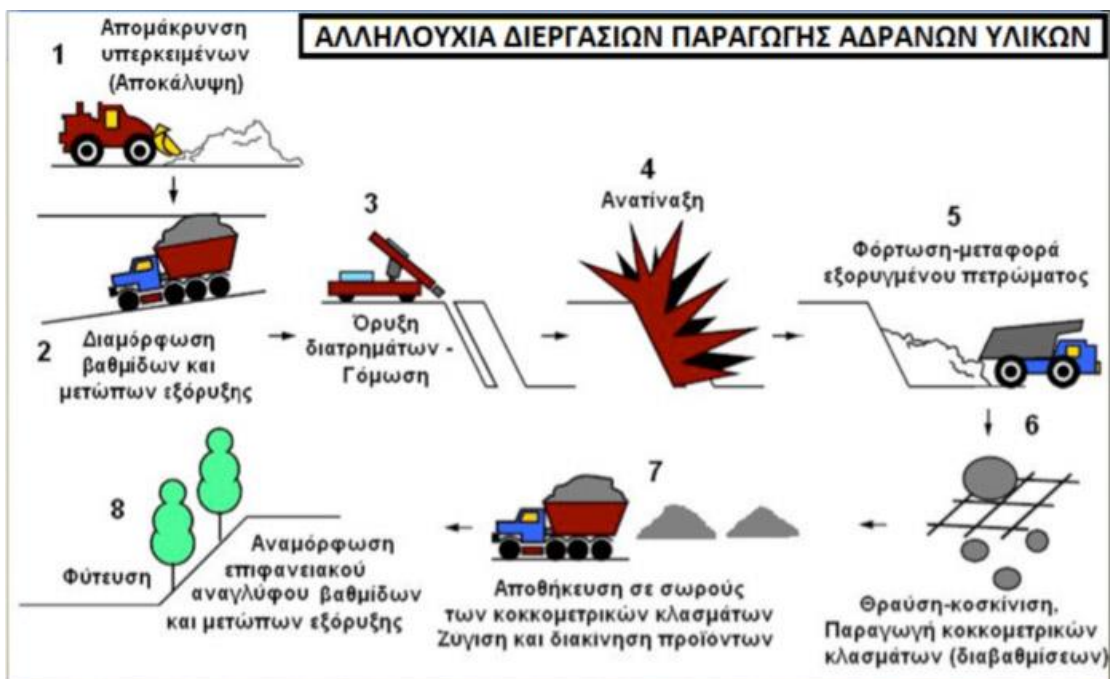 ΑΛΛΗΛΟΥΧΙΑ ΔΙΕΡΓΑΣΙΩΝ ΠΑΡΑΓΩΓΗΣ ΑΔΡΑΝΩΝ ΥΛΙΚΩΝ
1
Απομάκρυνση
υπερκειμένων
(Αποκάλυψη)
2
Διαμόρφωση
βαθμίδων και
μετώπων εξόρυξης
3
Όρυξη
διατρημάτων -
Γόμωση
4
Ανατίναξη
5
Φόρτωση-μεταφορά
εξορυγμένου πετρώματος
6
Θραύση-κοσκίνιση,
Παραγωγή κοκκομετρικών
κλασμάτων (διαβαθμίσεων)
7
Αποθήκευση σε σωρούς
των κοκκομετρικών κλασμάτων
Ζύγιση και διακίνηση προϊόντων
8
Φύτευση
Αναμόρφωση
επιφανειακού
αναγλύφου βαθμίδων
και μετώπων εξόρυξης